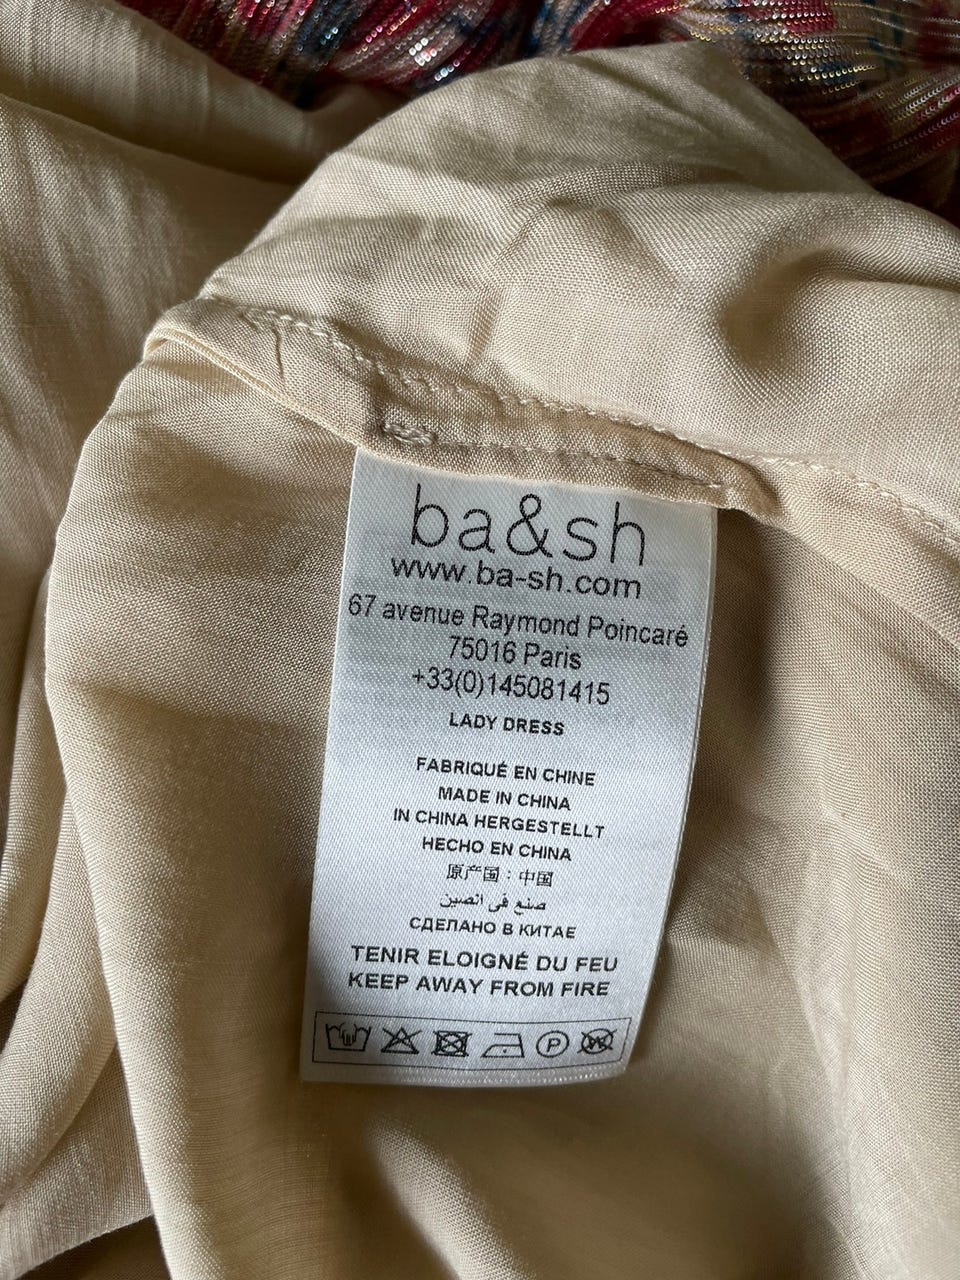 ba&sh
www.ba-sh.com
67 avenue Raymond Poincaré
75016 Paris
+33(0)145081415
LADY DRESS
FABRIQUÉ EN CHINE
MADE IN CHINA
IN CHINA HERGESTELLT
HECHO EN CHINA
原产国：中国
صنع في الصين
СДЕЛАНО В КИТАЕ
TENIR ELOIGNÉ DU FEU
KEEP AWAY FROM FIRE
P W